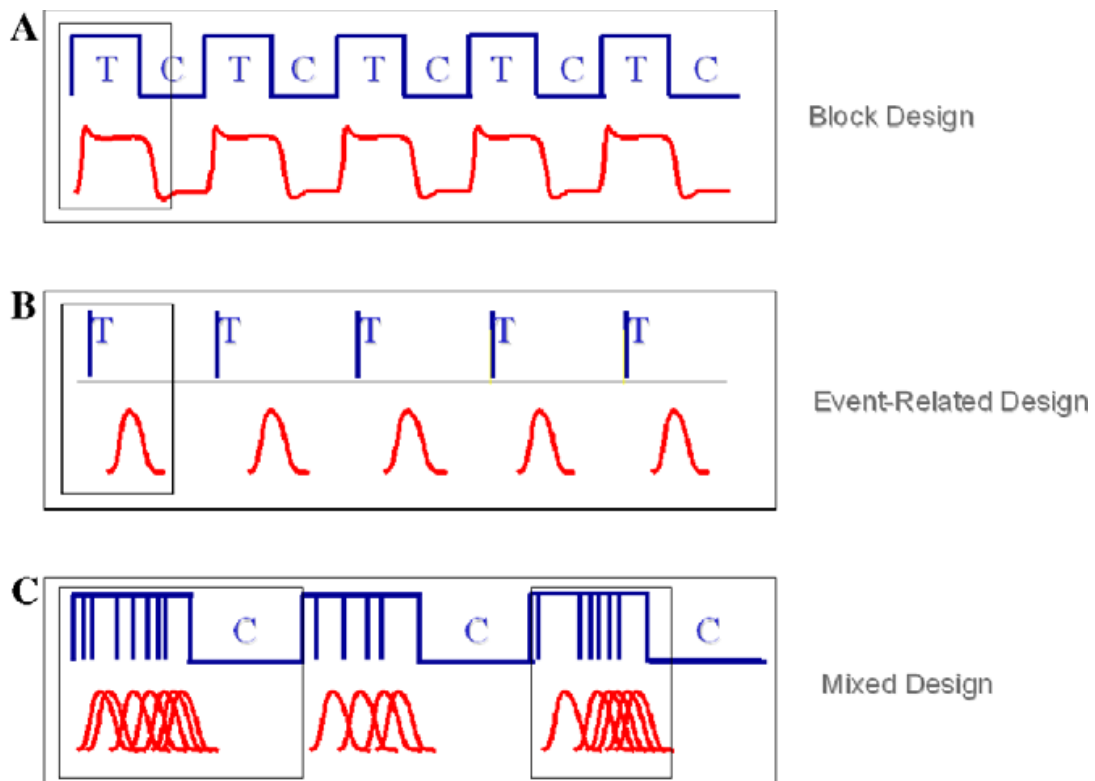 A
T C T C T C T C T C
Block Design
B
T T T T T
Event-Related Design
C
C C C
Mixed Design